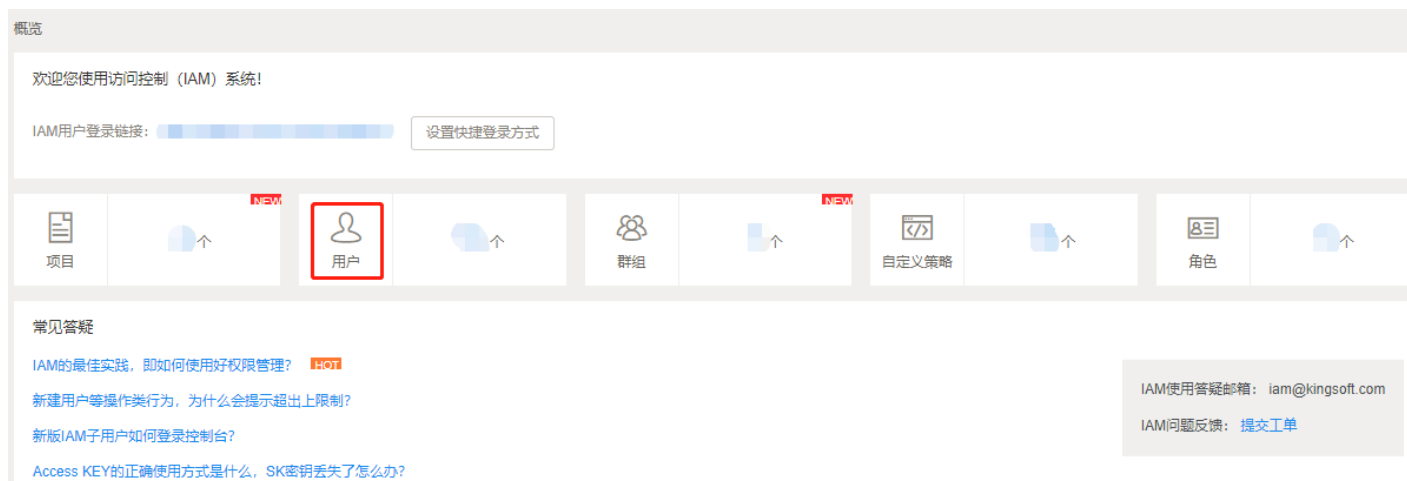 概览
欢迎您使用访问控制（IAM）系统!
IAM用户登录链接：
设置快捷登录方式
NEW
NEW
个
个
个
个
个
项目
用户
群组
自定义策略
角色
常见答疑
IAM的最佳实践，即如何使用好权限管理? HOT
新建用户等操作类行为，为什么会提示超出上限制?
新版IAM子用户如何登录控制台?
Access KEY的正确使用方式是什么，SK密钥丢失了怎么办?
IAM使用答疑邮箱： iam@kingsoft.com
IAM问题反馈： 提交工单